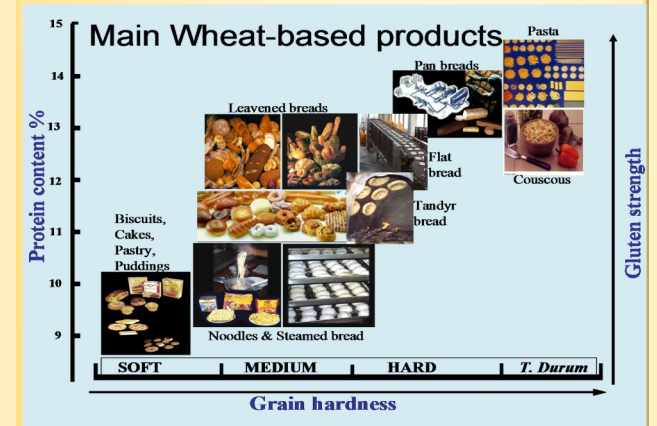 Main Wheat-based products
Pasta
Pan breads
Leavened breads
Flat
bread
Couscous
Tandyr
bread
Biscuits,
Cakes,
Pastry,
Puddings
Noodles & Steamed bread
15
14
13
12
11
10
9
Protein content %
Gluten strength
SOFT
MEDIUM
HARD
T. Durum
Grain hardness